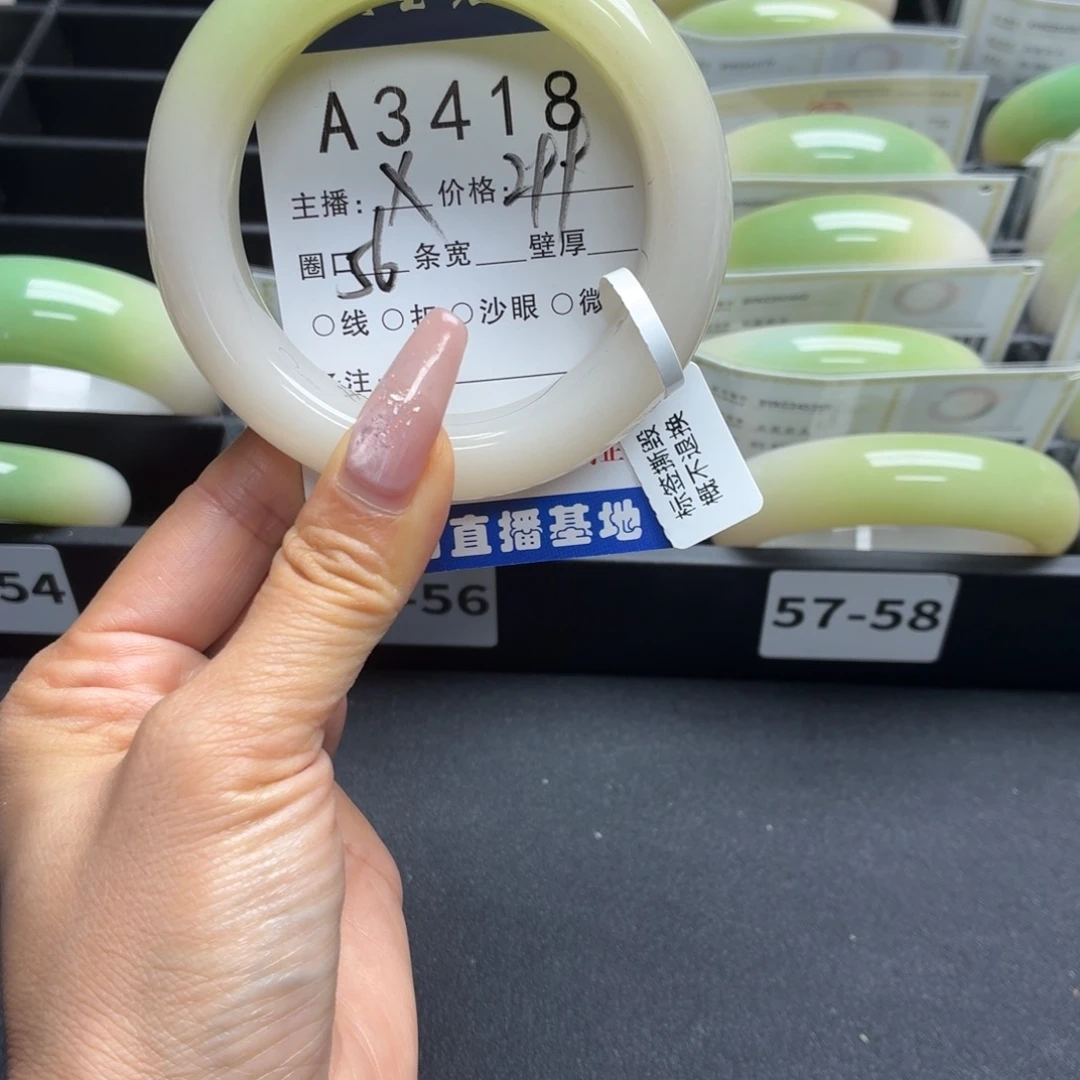 A3418
主播: X 价格: 299
圈口 56 条宽 壁厚
○线 ○ ○沙眼 ○微
注
直播基地
标签撕毁
概不退换
54
-56
57-58